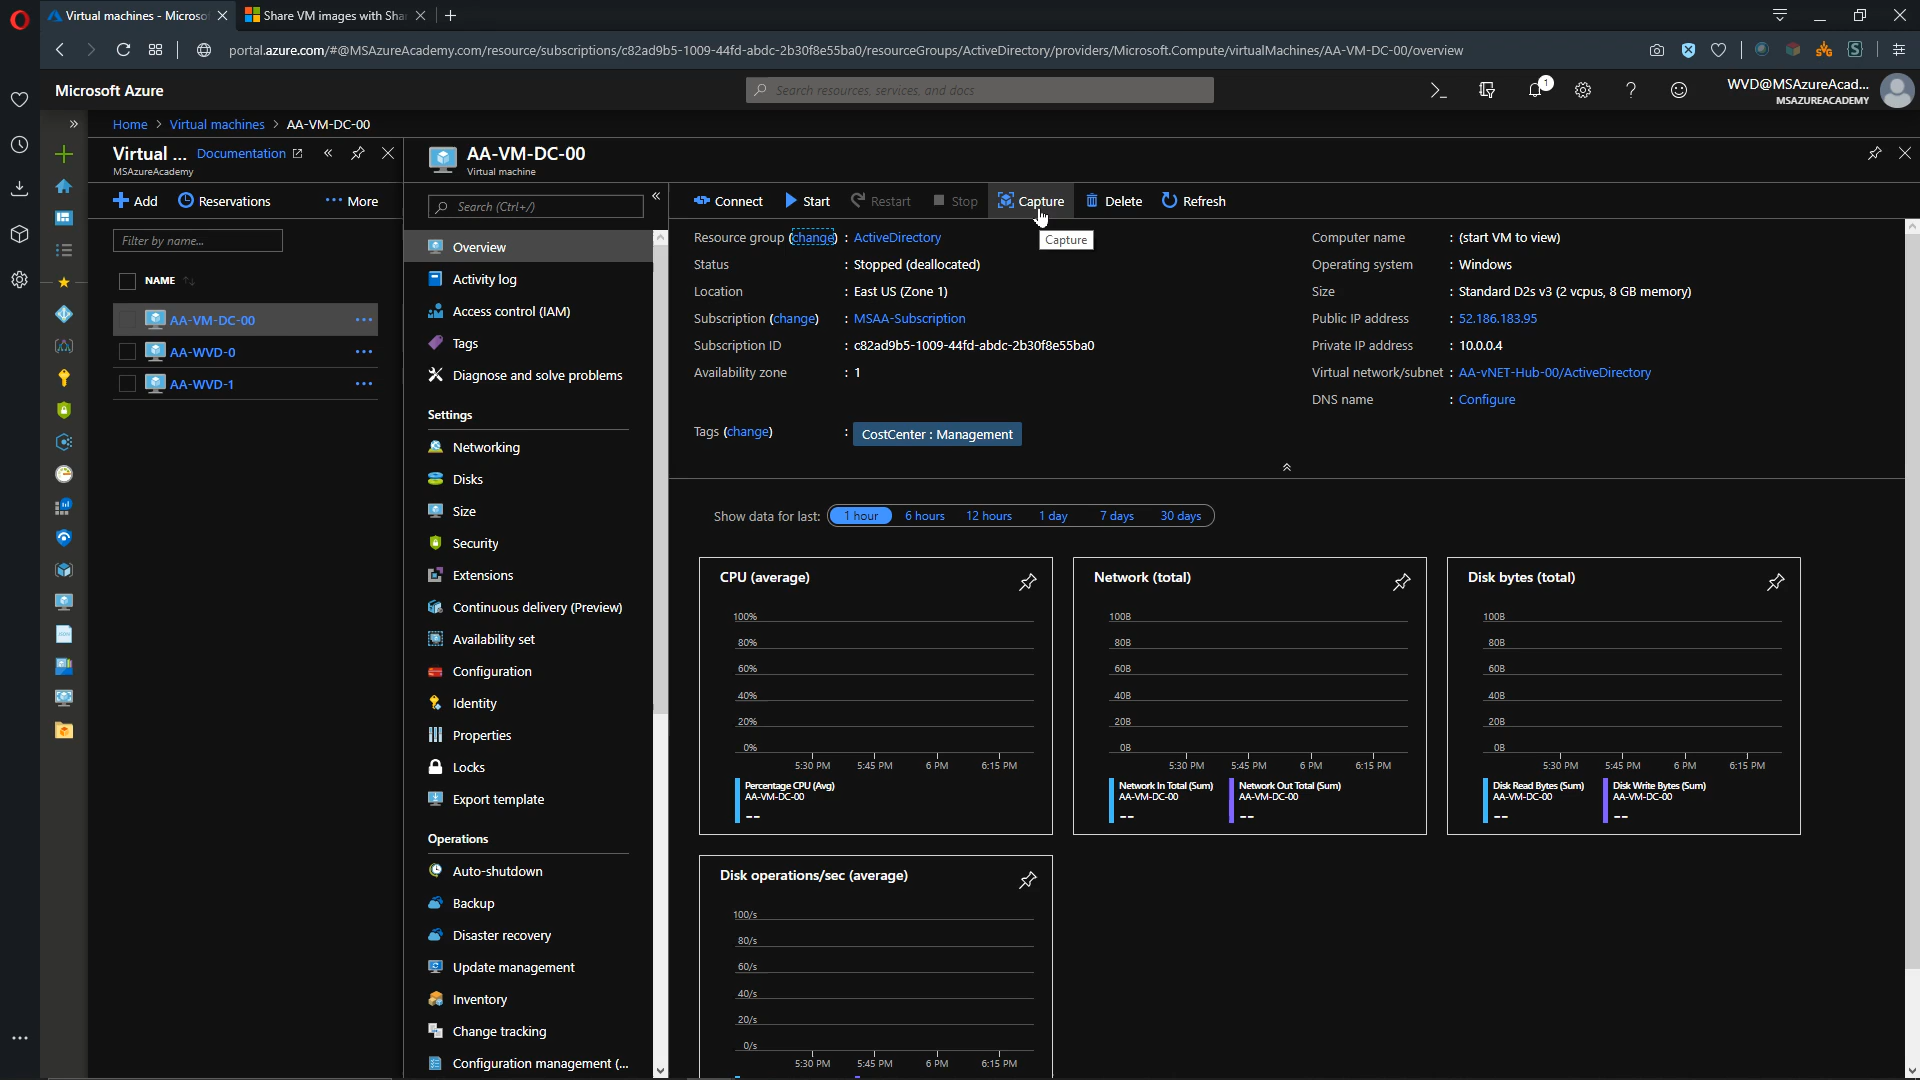 Virtual machines - Microsof
Share VM images with Shar
portal.azure.com/#@MSAzureAcademy.com/resource/subscriptions/c82ad9b5-1009-44fd-abdc-2b30f8e55ba0/resourceGroups/ActiveDirectory/providers/Microsoft.Compute/virtualMachines/AA-VM-DC-00/overview
Microsoft Azure
Search resources, services, and docs
1
WVD@MSAzureAcad...
MSAZUREACADEMY
Home > Virtual machines > AA-VM-DC-00
Virtual ... Documentation
MSAzureAcademy
Add Reservations ... More
Filter by name...
NAME
AA-VM-DC-00 ...
AA-WVD-0 ...
AA-WVD-1 ...
AA-VM-DC-00
Virtual machine
Search (Ctrl+/)
Overview
Activity log
Access control (IAM)
Tags
Diagnose and solve problems
Settings
Networking
Disks
Size
Security
Extensions
Continuous delivery (Preview)
Availability set
Configuration
Identity
Properties
Locks
Export template
Operations
Auto-shutdown
Backup
Disaster recovery
Update management
Inventory
Change tracking
Configuration management (...
Connect Start Restart Stop Capture Delete Refresh
Capture
Resource group (change) : ActiveDirectory
Status : Stopped (deallocated)
Location : East US (Zone 1)
Subscription (change) : MSAA-Subscription
Subscription ID : c82ad9b5-1009-44fd-abdc-2b30f8e55ba0
Availability zone : 1
Computer name : (start VM to view)
Operating system : Windows
Size : Standard D2s v3 (2 vcpus, 8 GB memory)
Public IP address : 52.186.183.95
Private IP address : 10.0.0.4
Virtual network/subnet : AA-vNET-Hub-00/ActiveDirectory
DNS name : Configure
Tags (change) : CostCenter : Management
Show data for last: 1 hour 6 hours 12 hours 1 day 7 days 30 days
CPU (average)
100%
80%
60%
40%
20%
0%
5:30 PM 5:45 PM 6 PM 6:15 PM
Percentage CPU (Avg)
AA-VM-DC-00
--
Network (total)
100B
80B
60B
40B
20B
0B
5:30 PM 5:45 PM 6 PM 6:15 PM
Network In Total (Sum) Network Out Total (Sum)
AA-VM-DC-00 AA-VM-DC-00
-- --
Disk bytes (total)
100B
80B
60B
40B
20B
0B
5:30 PM 5:45 PM 6 PM 6:15 PM
Disk Read Bytes (Sum) Disk Write Bytes (Sum)
AA-VM-DC-00 AA-VM-DC-00
-- --
Disk operations/sec (average)
100/s
80/s
60/s
40/s
20/s
0/s
5:30 PM 5:45 PM 6 PM 6:15 PM